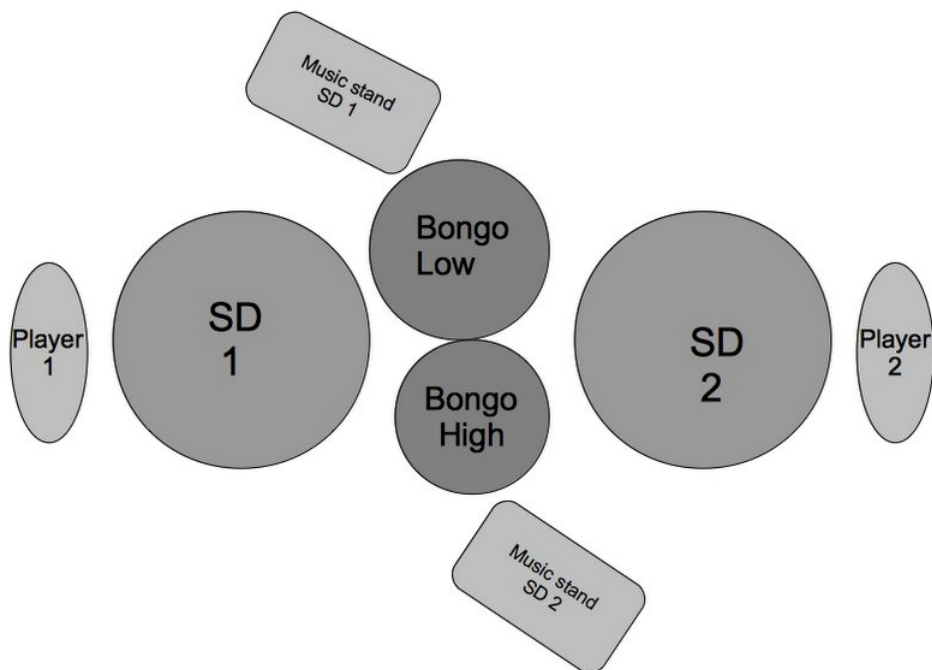 Music stand
SD 1
Bongo
Low
SD
1
SD
2
Player
1
Player
2
Bongo
High
Music stand
SD 2